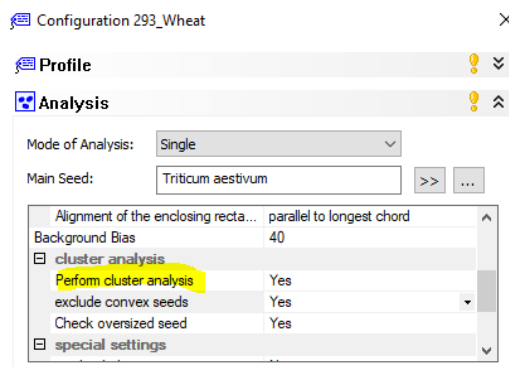 Configuration 293_Wheat
Profile
Analysis
Mode of Analysis: Single
Main Seed: Triticum aestivum >> ...
Alignment of the enclosing recta... parallel to longest chord
Background Bias 40
cluster analysis
Perform cluster analysis Yes
exclude convex seeds Yes
Check oversized seed Yes
special settings